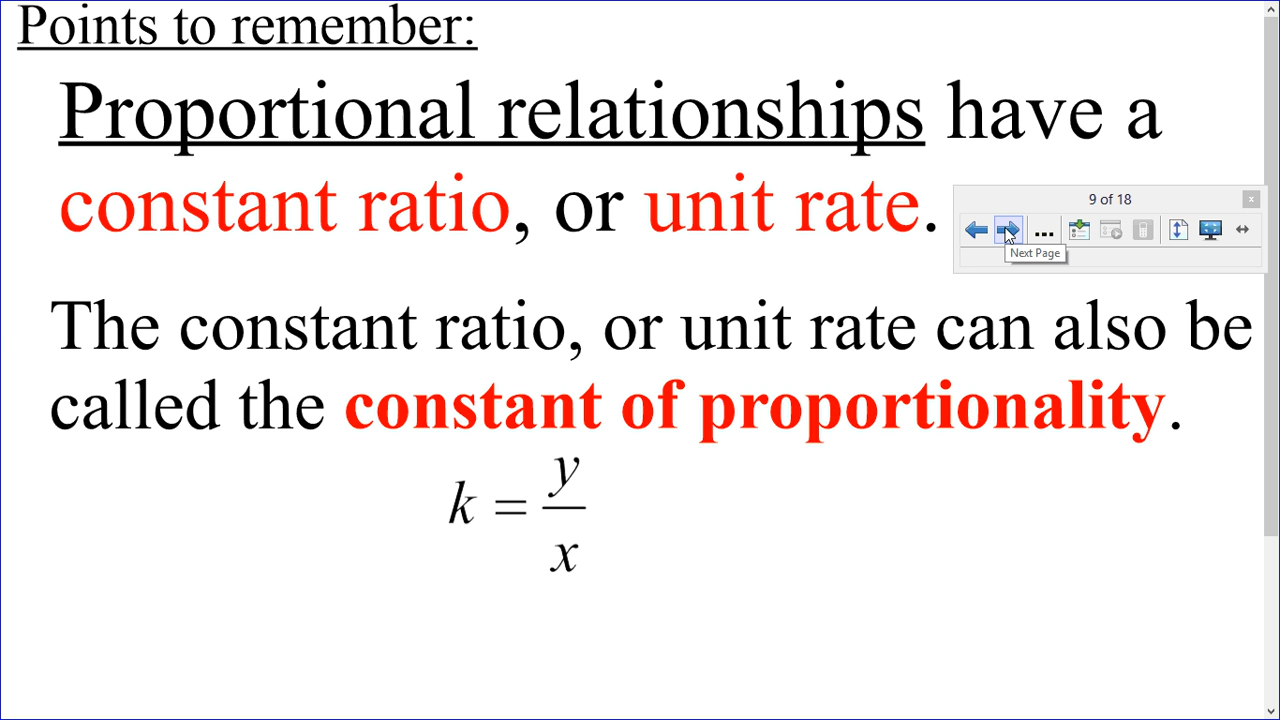 Points to remember:
Proportional relationships have a
constant ratio, or unit rate.
9 of 18
...
Next Page
The constant ratio, or unit rate can also be
called the constant of proportionality.
k = y/x